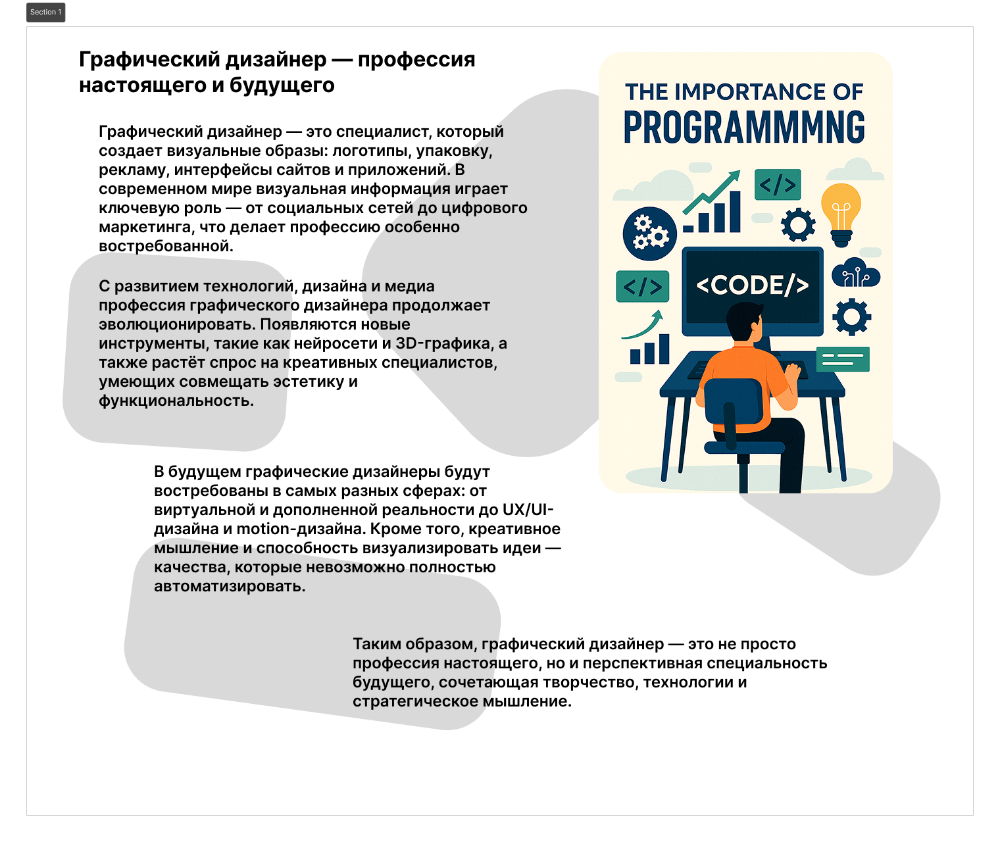 Section 1
Графический дизайнер — профессия
настоящего и будущего
Графический дизайнер — это специалист, который
создает визуальные образы: логотипы, упаковку,
рекламу, интерфейсы сайтов и приложений. В
современном мире визуальная информация играет
ключевую роль — от социальных сетей до цифрового
маркетинга, что делает профессию особенно
востребованной.
С развитием технологий, дизайна и медиа
профессия графического дизайнера продолжает
эволюционировать. Появляются новые
инструменты, такие как нейросети и 3D-графика, а
также растёт спрос на креативных специалистов,
умеющих совмещать эстетику и
функциональность.
В будущем графические дизайнеры будут
востребованы в самых разных сферах: от
виртуальной и дополненной реальности до UX/UI-
дизайна и motion-дизайна. Кроме того, креативное
мышление и способность визуализировать идеи —
качества, которые невозможно полностью
автоматизировать.
Таким образом, графический дизайнер — это не просто
профессия настоящего, но и перспективная специальность
будущего, сочетающая творчество, технологии и
стратегическое мышление.
THE IMPORTANCE OF
PROGRAMMMNG
</>
</>
<CODE/>